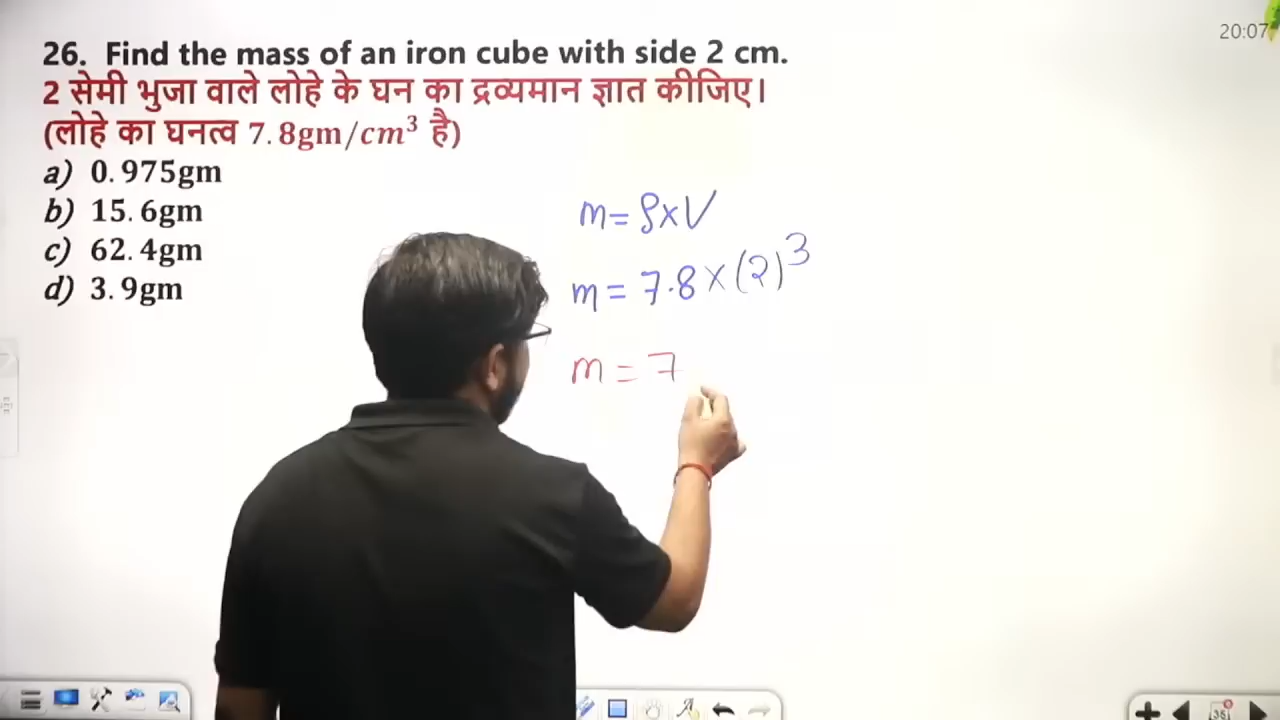 20:07
26. Find the mass of an iron cube with side 2 cm.
2 सेमी भुजा वाले लोहे के घन का द्रव्यमान ज्ञात कीजिए।
(लोहे का घनत्व 7.8gm/cm³ है)
a) 0.975gm
b) 15.6gm
c) 62.4gm
d) 3.9gm
m = ρ×V
m = 7.8 × (2)³
m = 7
35